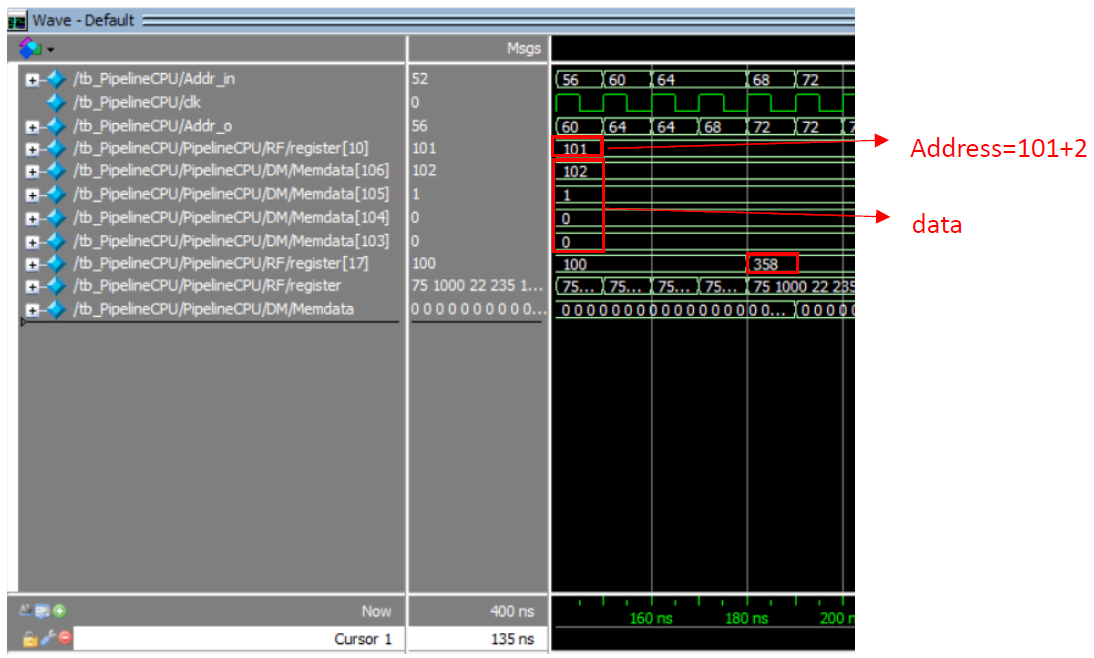 Wave - Default
Msgs
/tb_PipelineCPU/Addr_in 52 56 60 64 68 72
/tb_PipelineCPU/clk 0
/tb_PipelineCPU/Addr_o 56 60 64 64 68 72 72 7
/tb_PipelineCPU/PipelineCPU/RF/register[10] 101 101 Address=101+2
/tb_PipelineCPU/PipelineCPU/DM/Memdata[106] 102 102
/tb_PipelineCPU/PipelineCPU/DM/Memdata[105] 1 1
/tb_PipelineCPU/PipelineCPU/DM/Memdata[104] 0 0 data
/tb_PipelineCPU/PipelineCPU/DM/Memdata[103] 0 0
/tb_PipelineCPU/PipelineCPU/RF/register[17] 100 100 358
/tb_PipelineCPU/PipelineCPU/RF/register 75 1000 22 235 1... 75... 75... 75... 75... 75 1000 22 235
/tb_PipelineCPU/PipelineCPU/DM/Memdata 0 0 0 0 0 0 0 0 0 0 0... 0 0 0 0 0 0 0 0 0 0 0 0 0 0 0 0 0 0 0... 0 0 0 0 0
Now 400 ns 160 ns 180 ns 200 n
Cursor 1 135 ns